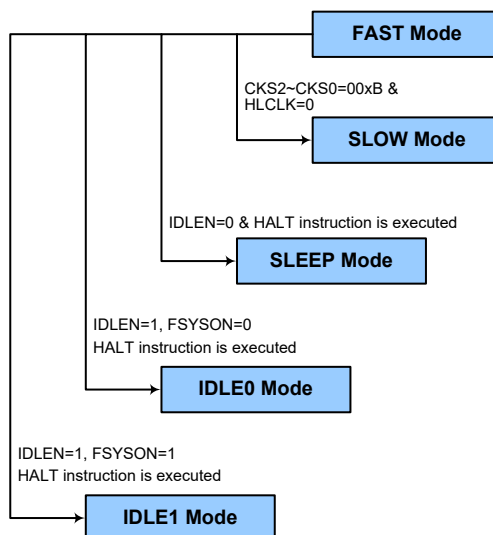 FAST Mode
CKS2~CKS0=00xB &
HLCLK=0
SLOW Mode
IDLEN=0 & HALT instruction is executed
SLEEP Mode
IDLEN=1, FSYSON=0
HALT instruction is executed
IDLE0 Mode
IDLEN=1, FSYSON=1
HALT instruction is executed
IDLE1 Mode